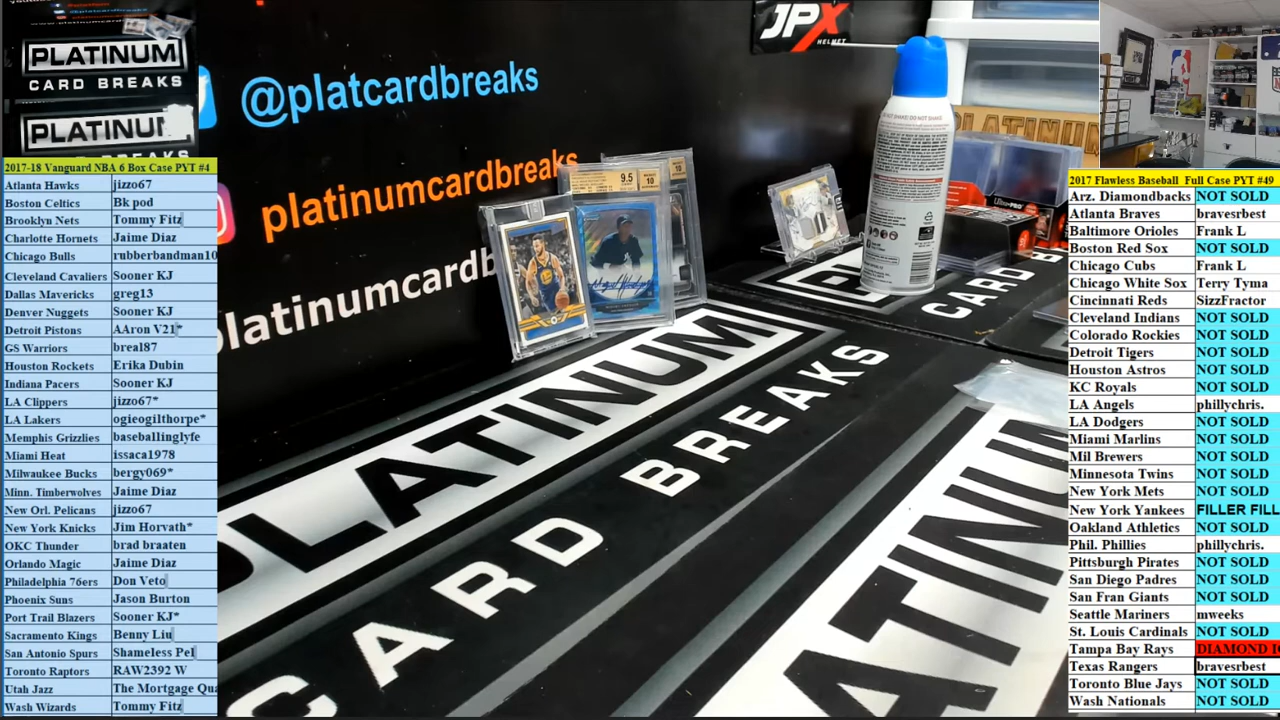 PLATINUM
CARD BREAKS
PLATINUM
2017-18 Vanguard NBA 6 Box Case PYT #41
Atlanta Hawks jizzo67
Boston Celtics Bk pod
Brooklyn Nets Tommy Fitz
Charlotte Hornets Jaime Diaz
Chicago Bulls rubberbandman10
Cleveland Cavaliers Sooner KJ
Dallas Mavericks greg13
Denver Nuggets Sooner KJ
Detroit Pistons AAron V21*
GS Warriors breal87
Houston Rockets Erika Dubin
Indiana Pacers Sooner KJ
LA Clippers jizzo67*
LA Lakers ogieogilthorpe*
Memphis Grizzlies baseballinglyfe
Miami Heat issaca1978
Milwaukee Bucks bergy069*
Minn. Timberwolves Jaime Diaz
New Orl. Pelicans jizzo67
New York Knicks Jim Horvath*
OKC Thunder brad braaten
Orlando Magic Jaime Diaz
Philadelphia 76ers Don Veto
Phoenix Suns Jason Burton
Port Trail Blazers Sooner KJ*
Sacramento Kings Benny Liu
San Antonio Spurs Shameless Pel
Toronto Raptors RAW2392 W
Utah Jazz The Mortgage Qua
Wash Wizards Tommy Fitz
@platcardbreaks
platinumcardbreaks
platinumcardb
JPX
HELMET
9.5
10
10
PLATINUM
CARD B
Ultra-PRO
PLATINUM
CARD BREAKS
PLATINUM
2017 Flawless Baseball Full Case PYT #49
Arz. Diamondbacks NOT SOLD
Atlanta Braves bravesrbest
Baltimore Orioles Frank L
Boston Red Sox NOT SOLD
Chicago Cubs Frank L
Chicago White Sox Terry Tyma
Cincinnati Reds SizzFractor
Cleveland Indians NOT SOLD
Colorado Rockies NOT SOLD
Detroit Tigers NOT SOLD
Houston Astros NOT SOLD
KC Royals NOT SOLD
LA Angels phillychris.
LA Dodgers NOT SOLD
Miami Marlins NOT SOLD
Mil Brewers NOT SOLD
Minnesota Twins NOT SOLD
New York Mets NOT SOLD
New York Yankees FILLER FILL
Oakland Athletics NOT SOLD
Phil. Phillies phillychris.
Pittsburgh Pirates NOT SOLD
San Diego Padres NOT SOLD
San Fran Giants NOT SOLD
Seattle Mariners mweeks
St. Louis Cardinals NOT SOLD
Tampa Bay Rays DIAMOND
Texas Rangers bravesrbest
Toronto Blue Jays NOT SOLD
Wash Nationals NOT SOLD